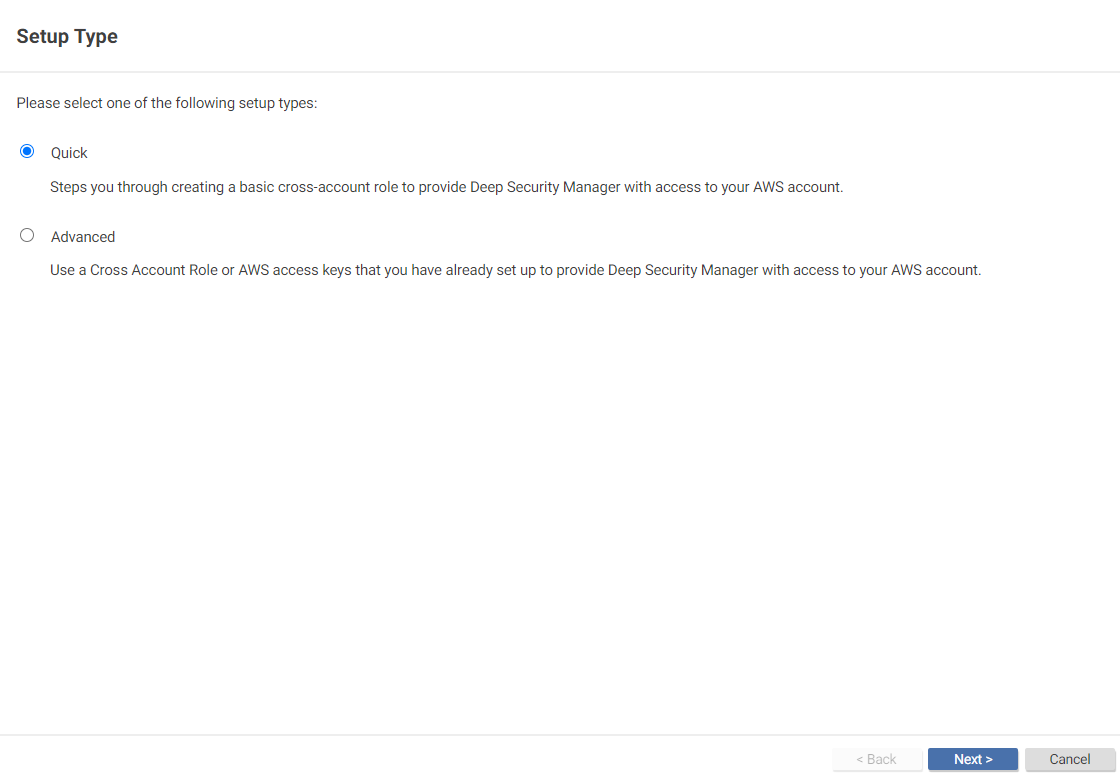 Setup Type
Please select one of the following setup types:
Quick
Steps you through creating a basic cross-account role to provide Deep Security Manager with access to your AWS account.
Advanced
Use a Cross Account Role or AWS access keys that you have already set up to provide Deep Security Manager with access to your AWS account.
< Back Next > Cancel